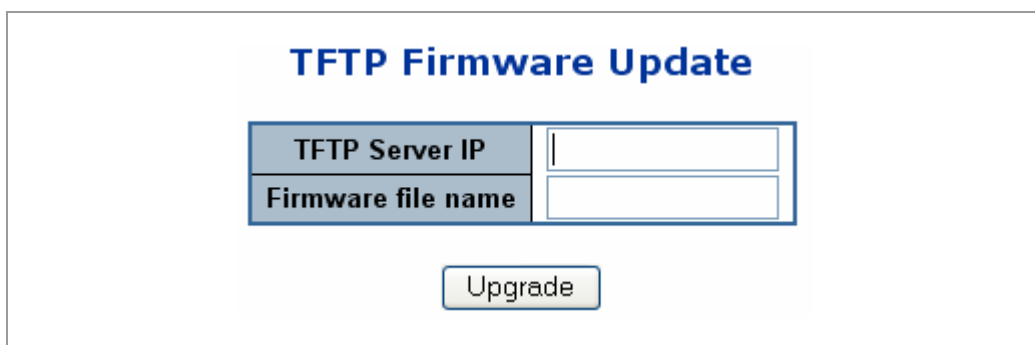 TFTP Firmware Update
TFTP Server IP
Firmware file name
Upgrade